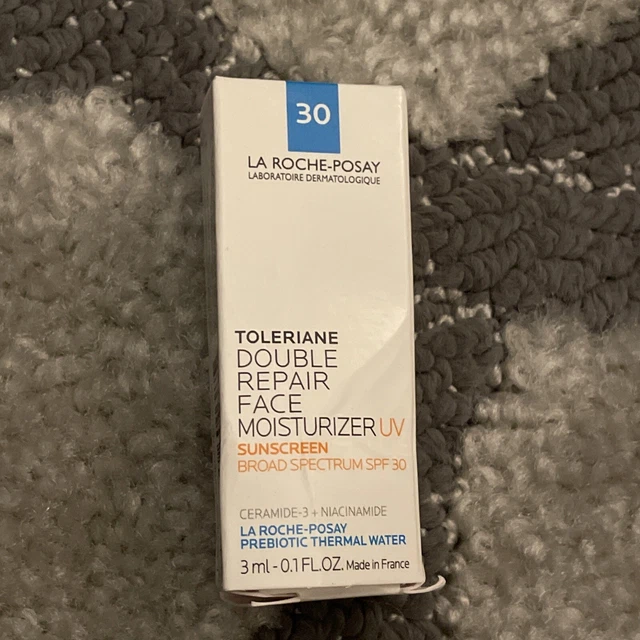 30
LA ROCHE-POSAY
LABORATOIRE DERMATOLOGIQUE
TOLERIANE
DOUBLE
REPAIR
FACE
MOISTURIZER UV
SUNSCREEN
BROAD SPECTRUM SPF 30
CERAMIDE-3 + NIACINAMIDE
LA ROCHE-POSAY
PREBIOTIC THERMAL WATER
3 ml - 0.1 FL.OZ. Made in France